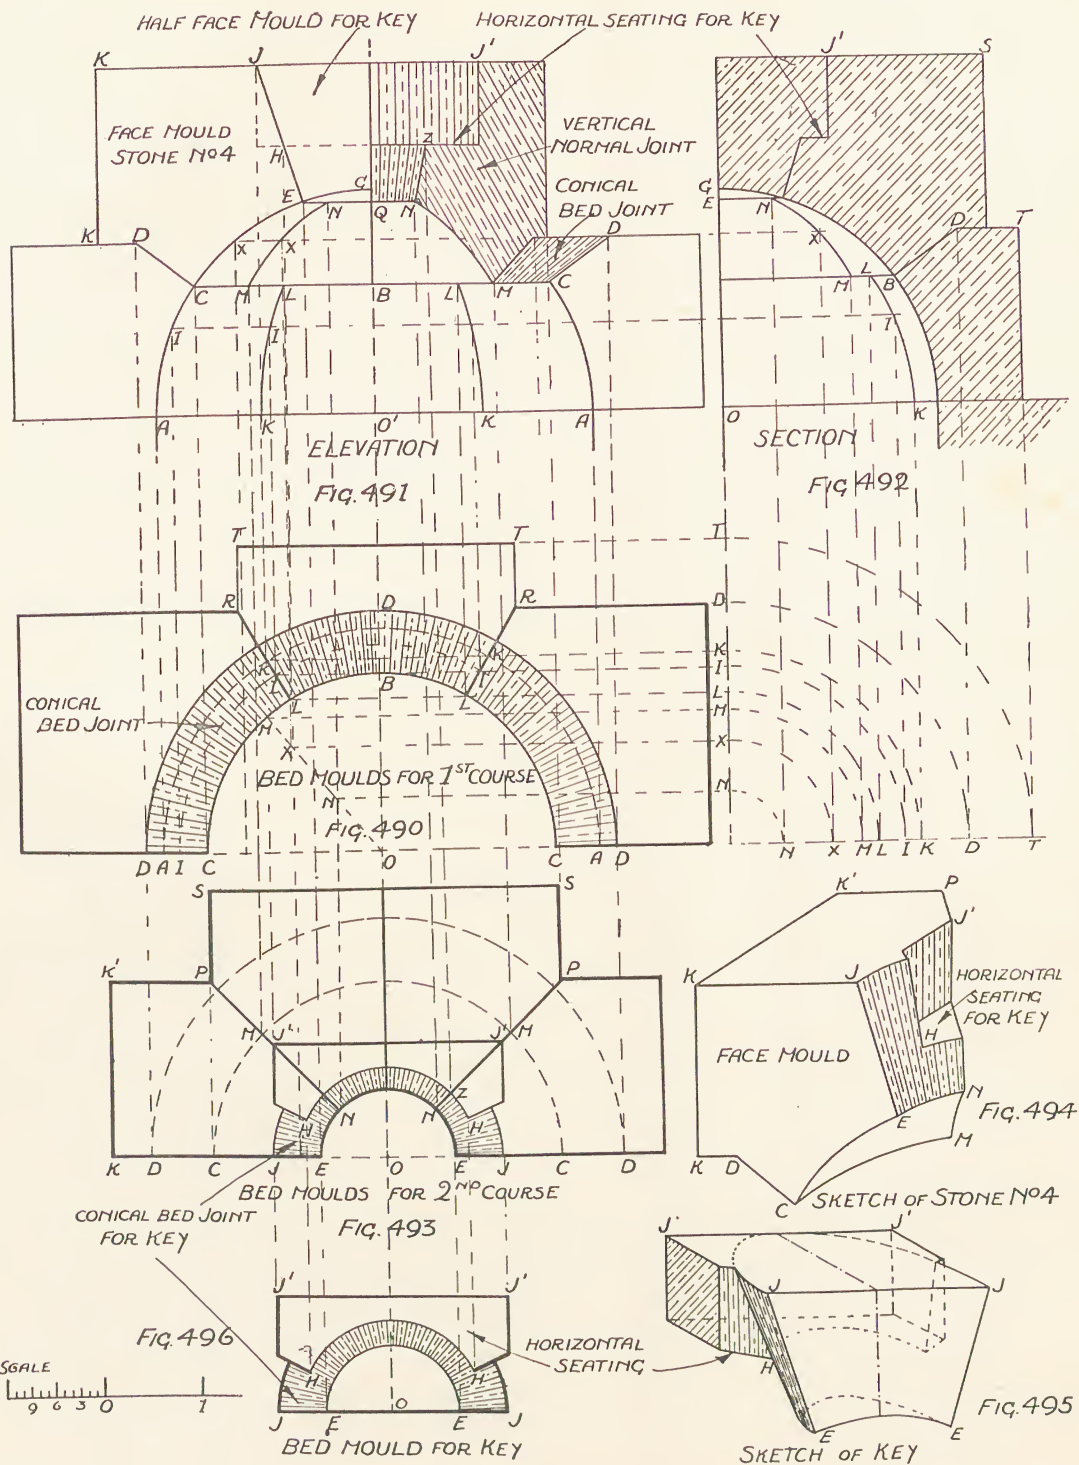 HALF FACE MOULD FOR KEY
HORIZONTAL SEATING FOR KEY
K
J
J'
J'
S
FACE MOULD
STONE No4
H
Z
VERTICAL
NORMAL JOINT
CONICAL
BED JOINT
G
E
N
Q
N
G
E
N
K
D
X
X
D
X
D
T
C
M
L
B
L
M
C
M
L
B
I
I
I
A
K
O'
K
A
O
K
ELEVATION
SECTION
FIG. 491
FIG 492
T
T
T
R
D
R
D
K
K
K
I
L
L
B
L
L
CONICAL
BED JOINT
M
M
X
X
BED MOULDS FOR 1ST COURSE
N
N
FIG. 490
D A I C
O
C A D
N X M L I K D T
S
S
K'
P
P
M
J'
J'
M
Z
N
N
H
H
K D C J E O E J C D
BED MOULDS FOR 2ND COURSE
FIG. 493
CONICAL BED JOINT
FOR KEY
K'
P
J'
K
J
HORIZONTAL
SEATING
FOR KEY
H
FACE MOULD
N
FIG. 494
E
M
K
D
C
SKETCH OF STONE No4
J'
J'
FIG. 496
HORIZONTAL
SEATING
H
H
J E O E J
BED MOULD FOR KEY
SCALE
9 6 3 0 1
J'
J'
J
J
H
FIG. 495
E
E
SKETCH OF KEY